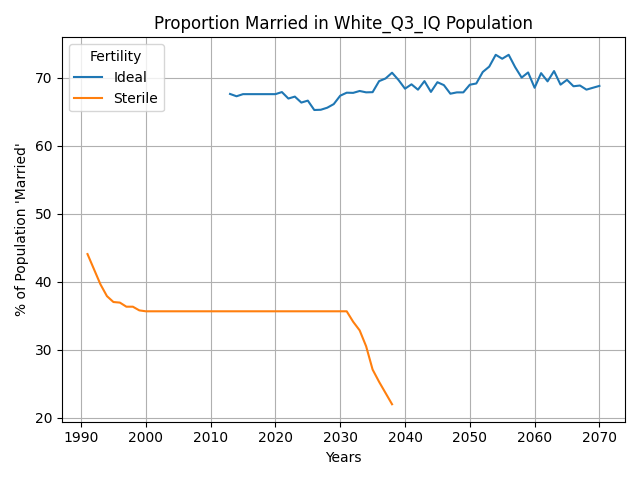 Proportion Married in White_Q3_IQ Population
Fertility
Ideal
Sterile
% of Population 'Married'
70
60
50
40
30
20
1990 2000 2010 2020 2030 2040 2050 2060 2070
Years